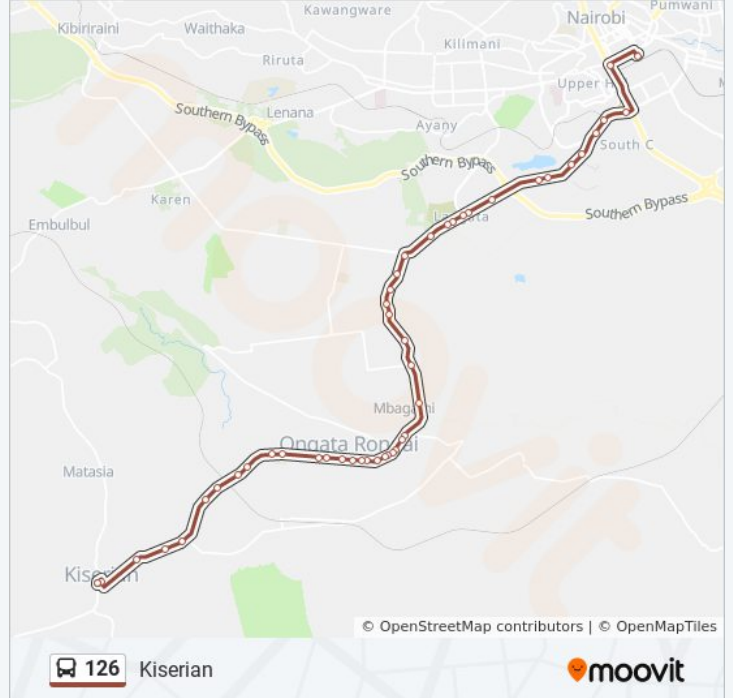 Kawangware
Pumwani
Nairobi
Kibiriraini
Waithaka
Kilimani
Riruta
Upper H
Southern Bypass
Lenana
Ayany
South C
Southern Bypass
Karen
Southern Bypass
Embulbul
Langata
Mbagathi
Ongata Rongai
Matasia
Kiserian
© OpenStreetMap contributors | © OpenMapTiles
126 Kiserian
moovit